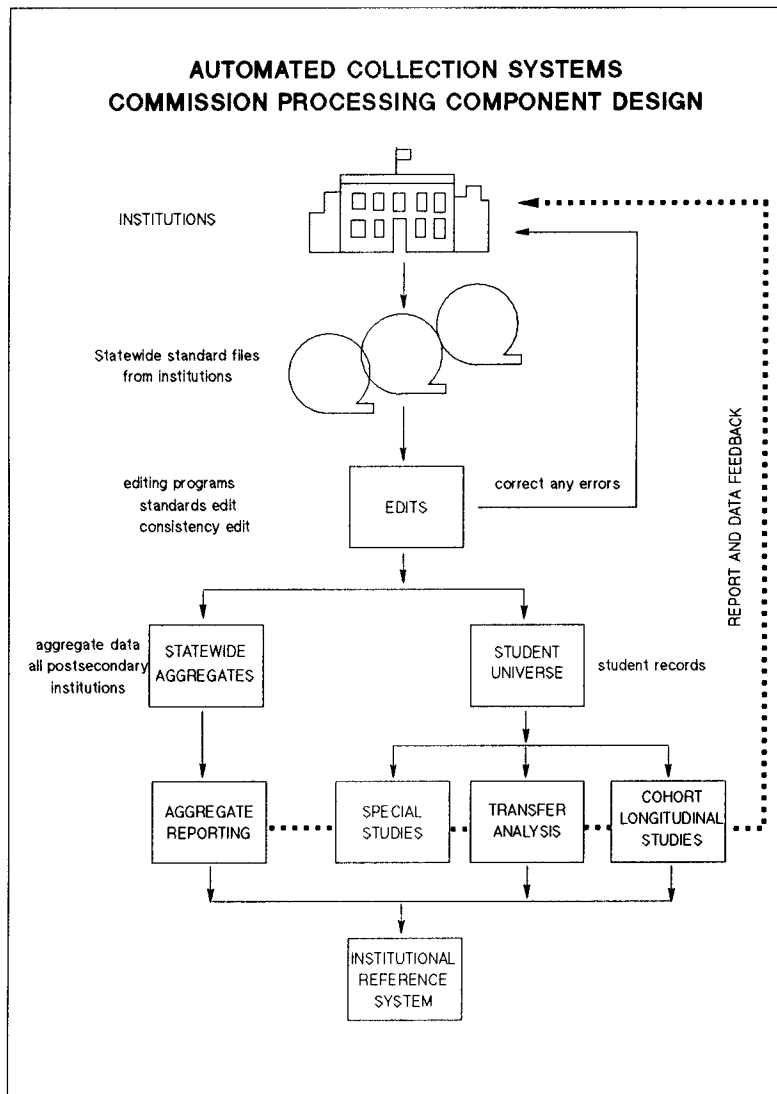 AUTOMATED COLLECTION SYSTEMS
COMMISSION PROCESSING COMPONENT DESIGN
INSTITUTIONS
Statewide standard files
from institutions
editing programs
standards edit
consistency edit
EDITS
correct any errors
REPORT AND DATA FEEDBACK
aggregate data
all postsecondary
institutions
STATEWIDE
AGGREGATES
STUDENT
UNIVERSE
student records
AGGREGATE
REPORTING
SPECIAL
STUDIES
TRANSFER
ANALYSIS
COHORT
LONGITUDINAL
STUDIES
INSTITUTIONAL
REFERENCE
SYSTEM